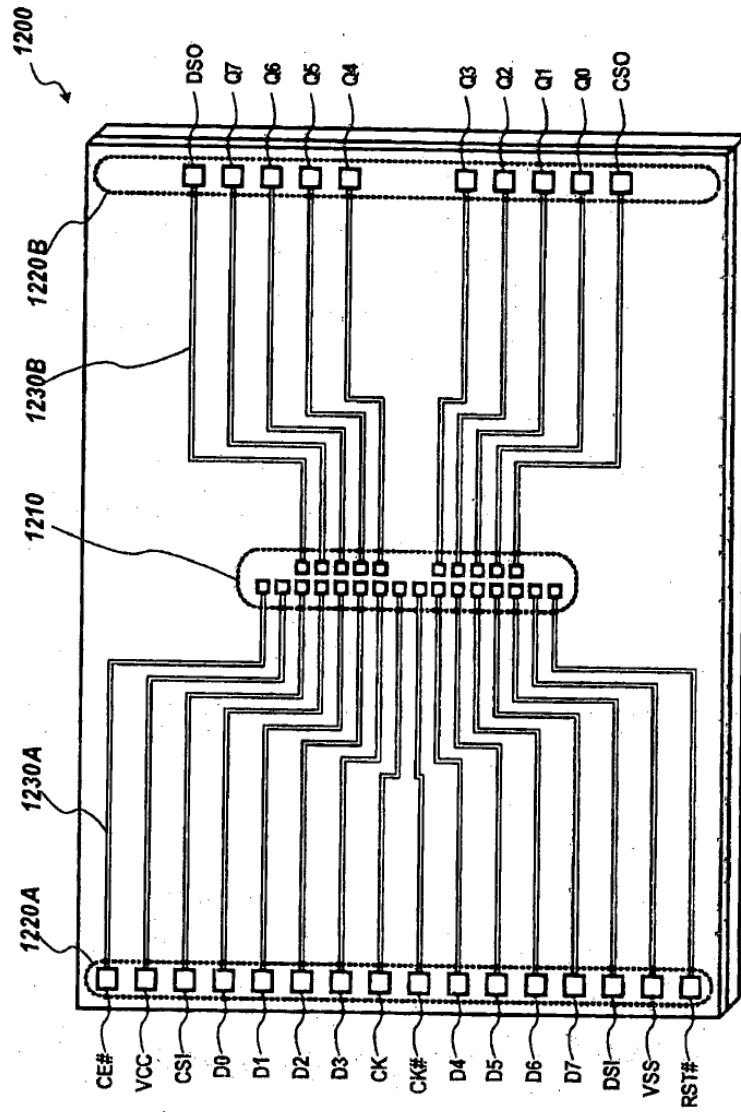 1200
DSO
Q7
Q6
Q5
Q4
Q3
Q2
Q1
Q0
CSO
1220B
1230B
1210
1230A
1220A
CE#
VCC
CSI
D0
D1
D2
D3
CK
CK#
D4
D5
D6
D7
DSI
VSS
RST#